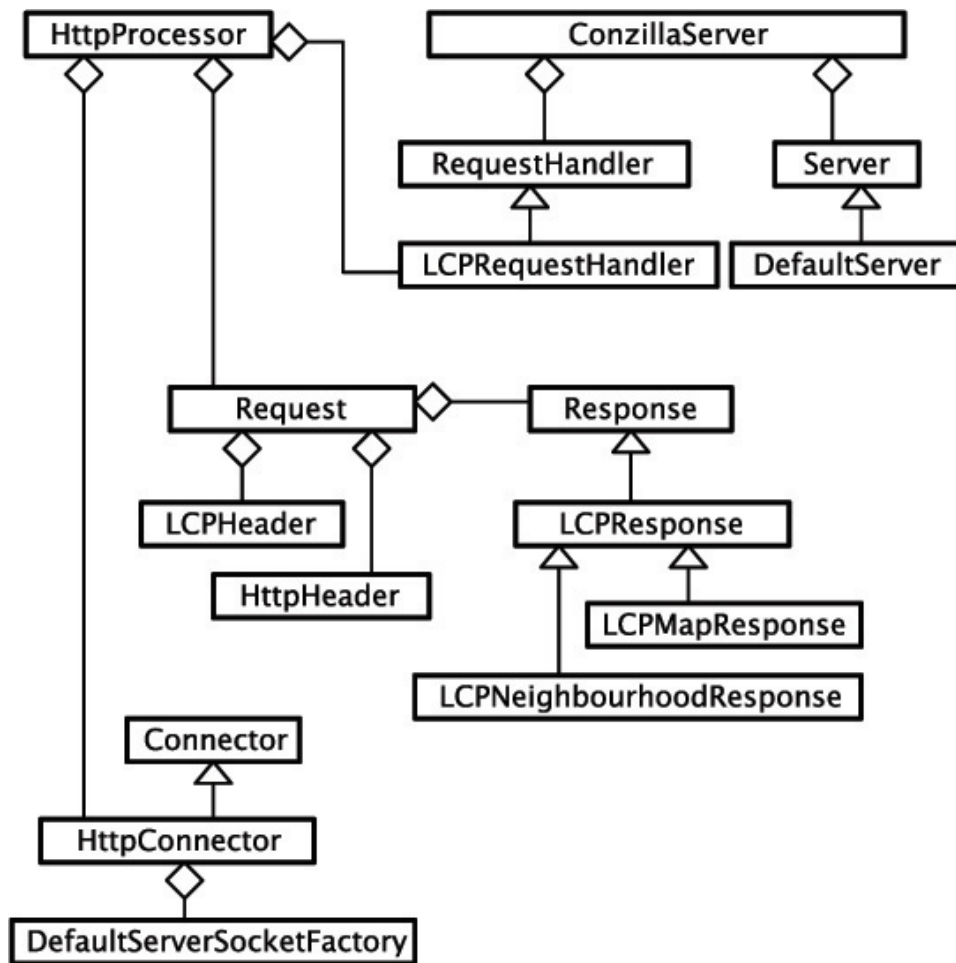 HttpProcessor
ConzillaServer
RequestHandler
Server
LCPRequestHandler
DefaultServer
Request
Response
LCPHeader
LCPResponse
HttpHeader
LCPMapResponse
LCPNeighbourhoodResponse
Connector
HttpConnector
DefaultServerSocketFactory